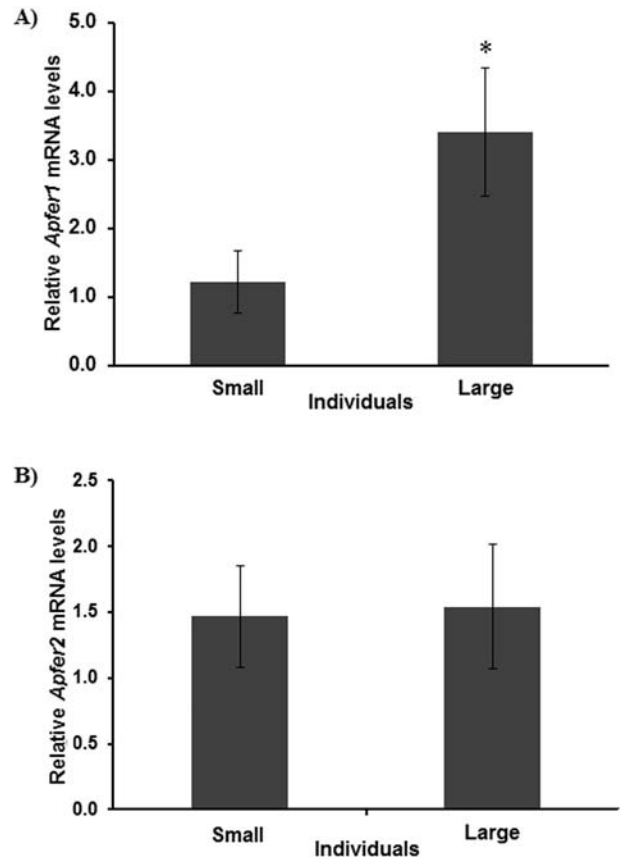 A)
Relative Apfer1 mRNA levels
5.0
4.0
3.0
2.0
1.0
0.0
*
Small
Large
Individuals
B)
Relative Apfer2 mRNA levels
2.5
2.0
1.5
1.0
0.5
0.0
Small
Large
Individuals